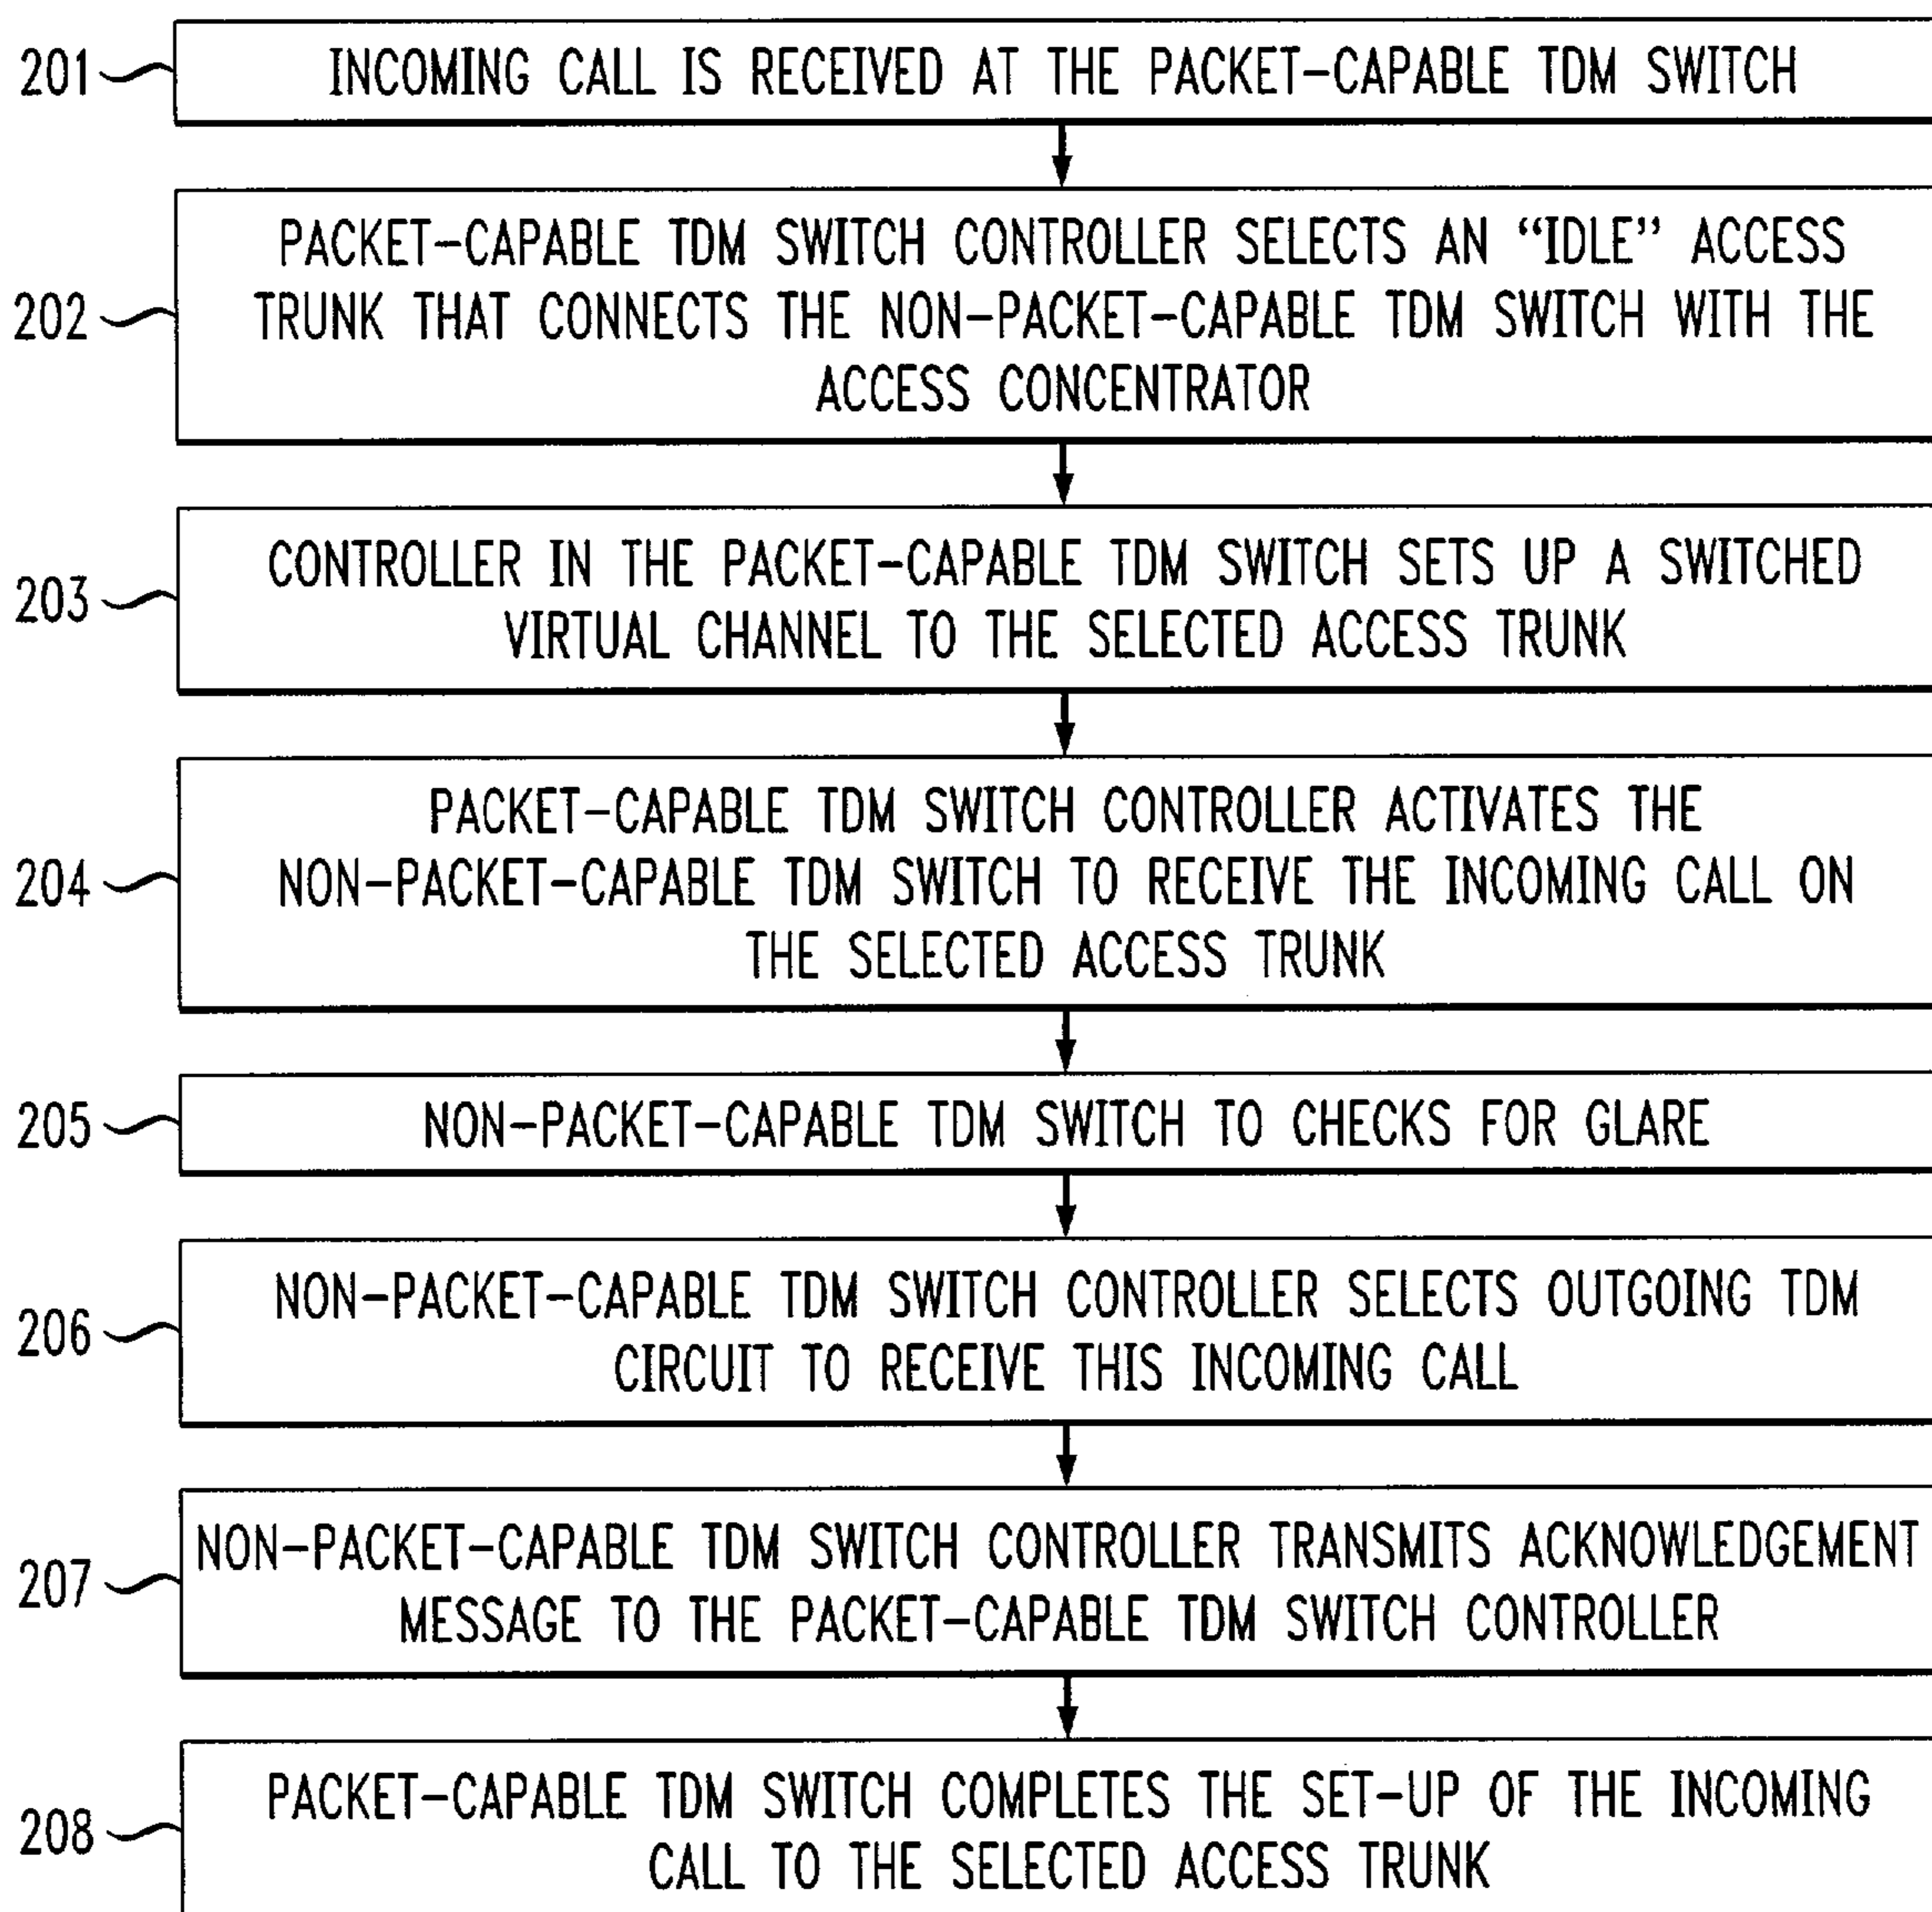 201 INCOMING CALL IS RECEIVED AT THE PACKET-CAPABLE TDM SWITCH
PACKET-CAPABLE TDM SWITCH CONTROLLER SELECTS AN “IDLE” ACCESS
202 TRUNK THAT CONNECTS THE NON-PACKET-CAPABLE TDM SWITCH WITH THE
ACCESS CONCENTRATOR
203 CONTROLLER IN THE PACKET-CAPABLE TDM SWITCH SETS UP A SWITCHED
VIRTUAL CHANNEL TO THE SELECTED ACCESS TRUNK
PACKET-CAPABLE TDM SWITCH CONTROLLER ACTIVATES THE
204 NON-PACKET-CAPABLE TDM SWITCH TO RECEIVE THE INCOMING CALL ON
THE SELECTED ACCESS TRUNK
205 NON-PACKET-CAPABLE TDM SWITCH TO CHECKS FOR GLARE
206 NON-PACKET-CAPABLE TDM SWITCH CONTROLLER SELECTS OUTGOING TDM
CIRCUIT TO RECEIVE THIS INCOMING CALL
207 NON-PACKET-CAPABLE TDM SWITCH CONTROLLER TRANSMITS ACKNOWLEDGEMENT
MESSAGE TO THE PACKET-CAPABLE TDM SWITCH CONTROLLER
208 PACKET-CAPABLE TDM SWITCH COMPLETES THE SET-UP OF THE INCOMING
CALL TO THE SELECTED ACCESS TRUNK